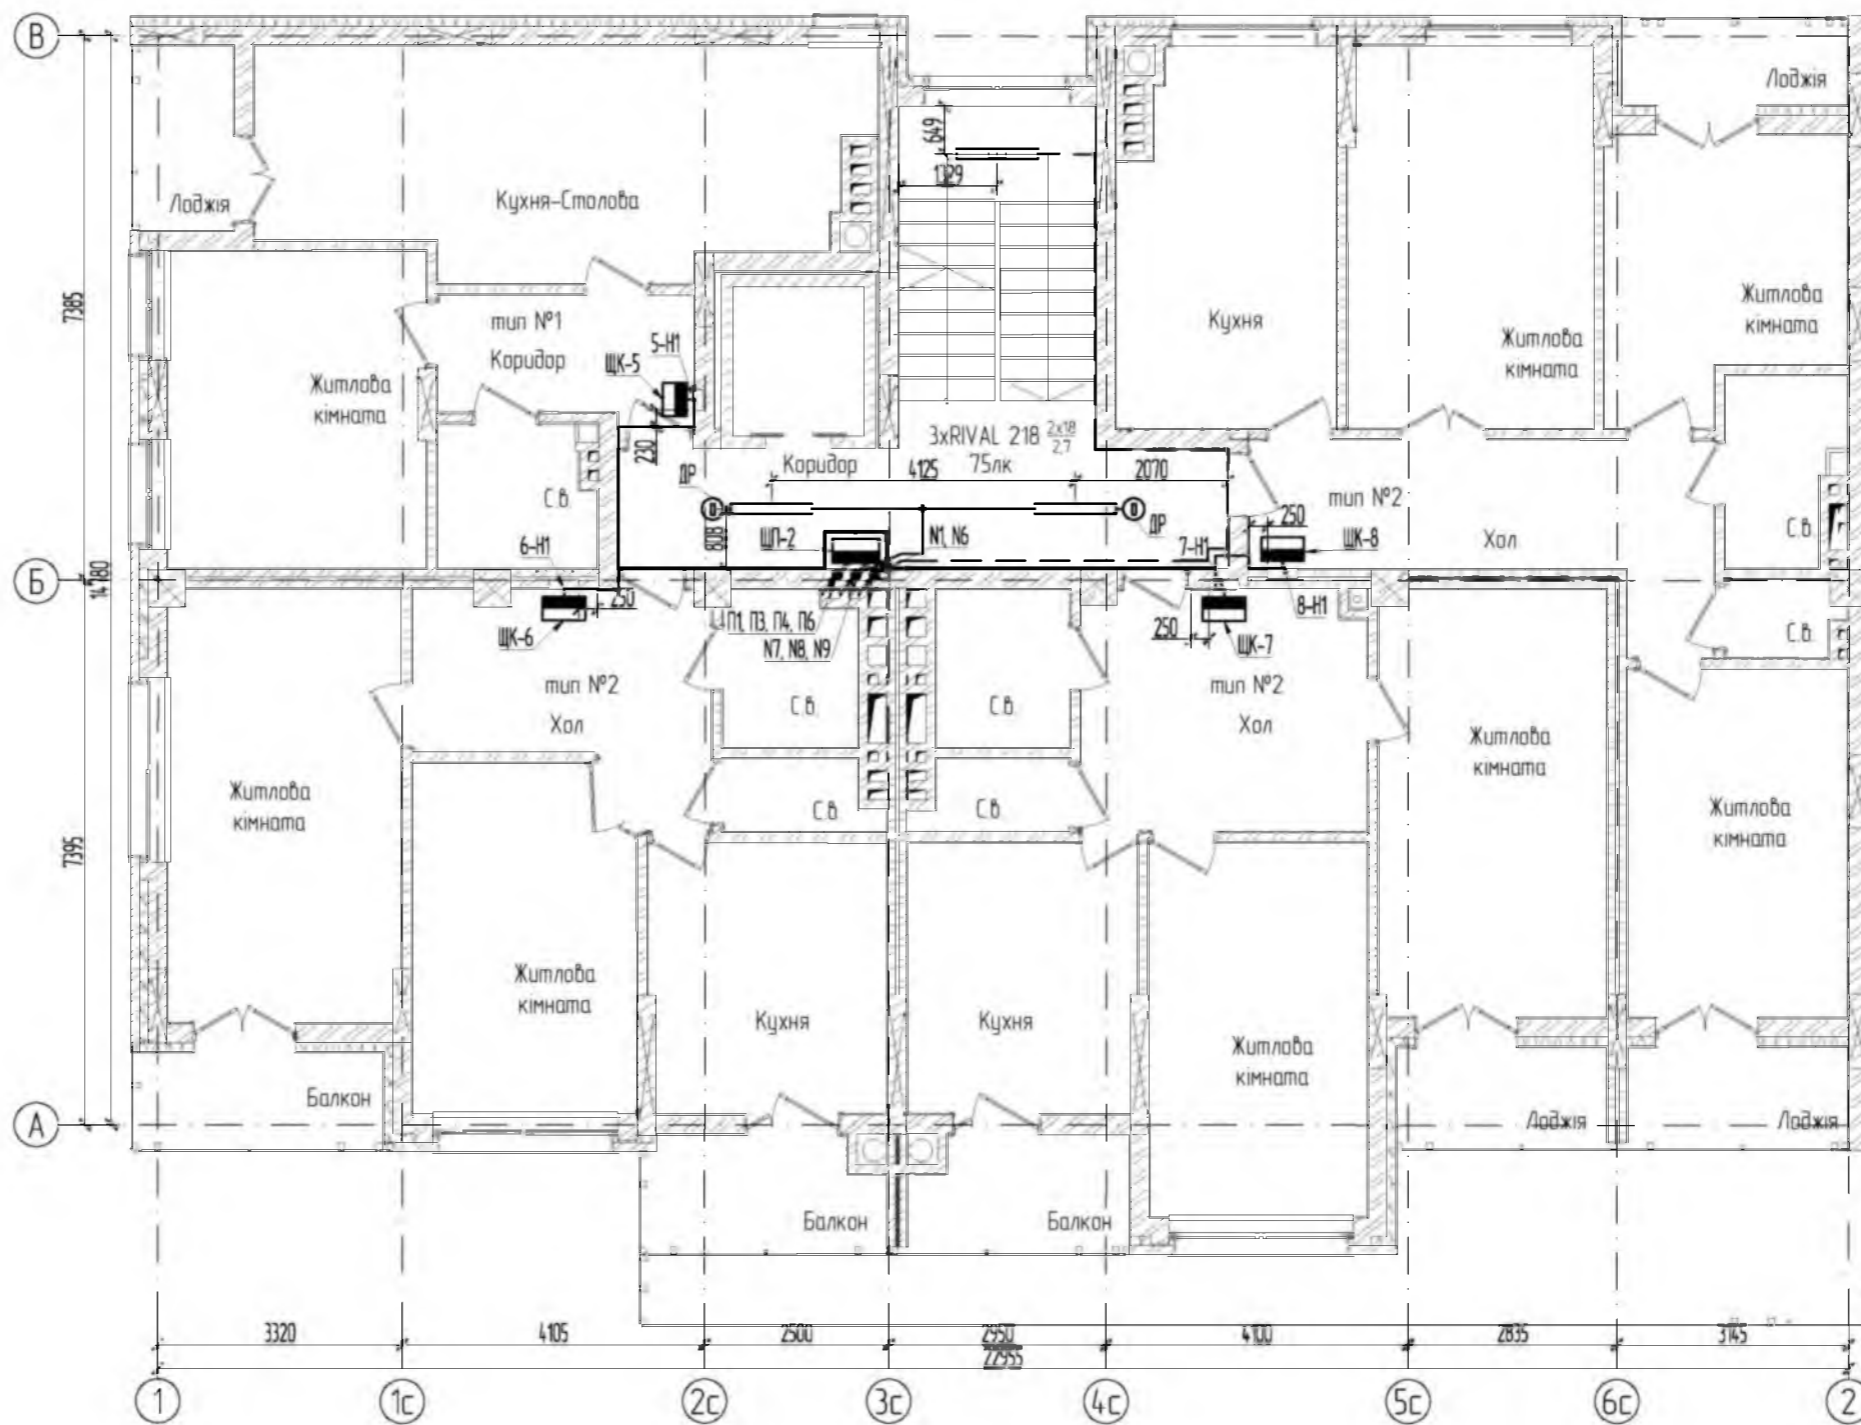 В
Лоджія
649
1329
Лоджія
Кухня-Столова
7385
тип №1
Коридор
5-Н1
ЩК-5
Житлова
кімната
Кухня
Житлова
кімната
Житлова
кімната
230
3хRIVAL 218 2х18
2,7
75лк
Коридор
4125
2070
ДР
С.В.
808
ЩП-2
N1, N6
ДР
тип №2
250
ЩК-8
Хол
С.В.
6-Н1
7-Н1
Б
14780
250
ЩК-6
П1, П3, П4, П6
N7, N8, N9
250
ЩК-7
8-Н1
С.В.
тип №2
Хол
С.В.
С.В.
тип №2
Хол
Житлова
кімната
Житлова
кімната
С.В.
С.В.
Житлова
кімната
7395
Житлова
кімната
Кухня
Кухня
Житлова
кімната
Балкон
А
Лоджія
Лоджія
Балкон
Балкон
3320
4105
2500
2950
4100
2835
3145
22955
1
1с
2с
3с
4с
5с
6с
2